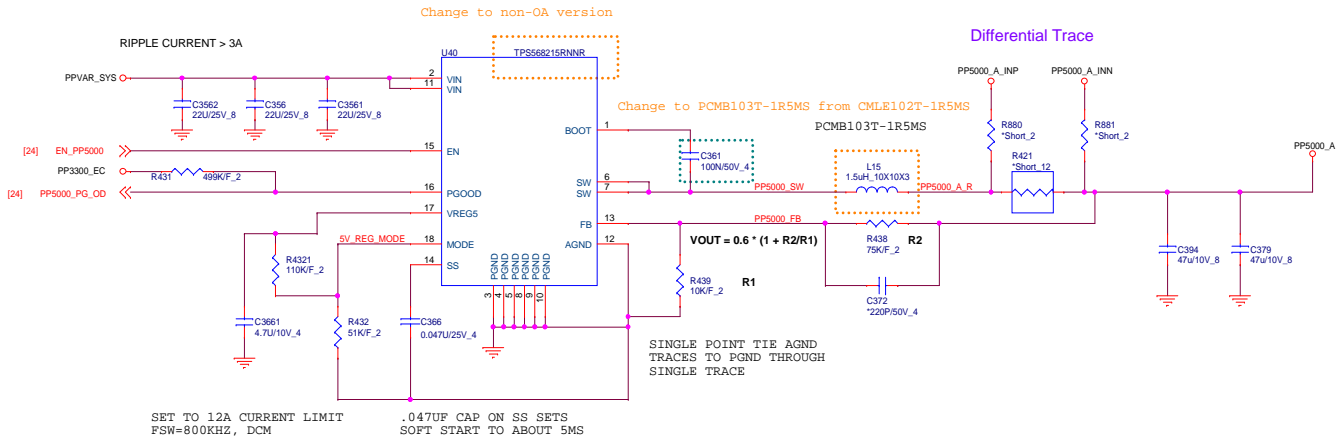 Change to non-OA version
RIPPLE CURRENT > 3A
Differential Trace
U40
TPS568215RNNR
PPVAR_SYS
2
11
VIN
VIN
C3562
22U/25V_8
C356
22U/25V_8
C3561
22U/25V_8
PP5000_A_INP
PP5000_A_INN
Change to PCMB103T-1R5MS from CMLE102T-1R5MS
PCMB103T-1R5MS
BOOT
1
R880
*Short_2
R881
*Short_2
[24] EN_PP5000
15
EN
C361
100N/50V_4
R421
*Short_12
PP5000_A
PP3300_EC
R431
499K/F_2
L15
1.5uH_10X10X3
[24] PP5000_PG_OD
16
PGOOD
SW
SW
6
7
PP5000_SW
PP5000_A_R
17
VREG5
FB
13
PP5000_FB
5V_REG_MODE
18
MODE
AGND
12
VOUT = 0.6 * (1 + R2/R1)
R438
75K/F_2
R2
14
SS
R4321
110K/F_2
PGND
PGND
PGND
PGND
PGND
PGND
3
4
5
8
9
10
R439
10K/F_2
R1
C372
*220P/50V_4
C394
47u/10V_8
C379
47u/10V_8
C3661
4.7U/10V_4
R432
51K/F_2
C366
0.047U/25V_4
SINGLE POINT TIE AGND
TRACES TO PGND THROUGH
SINGLE TRACE
SET TO 12A CURRENT LIMIT
FSW=800KHZ, DCM
.047UF CAP ON SS SETS
SOFT START TO ABOUT 5MS